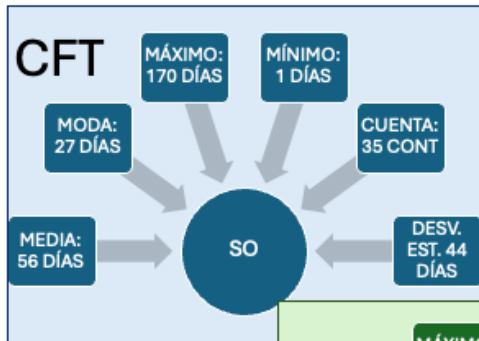 CFT
MÁXIMO:
170 DÍAS
MÍNIMO:
1 DÍAS
MODA:
27 DÍAS
CUENTA:
35 CONT
MEDIA:
56 DÍAS
SO
DESV.
EST. 44
DÍAS